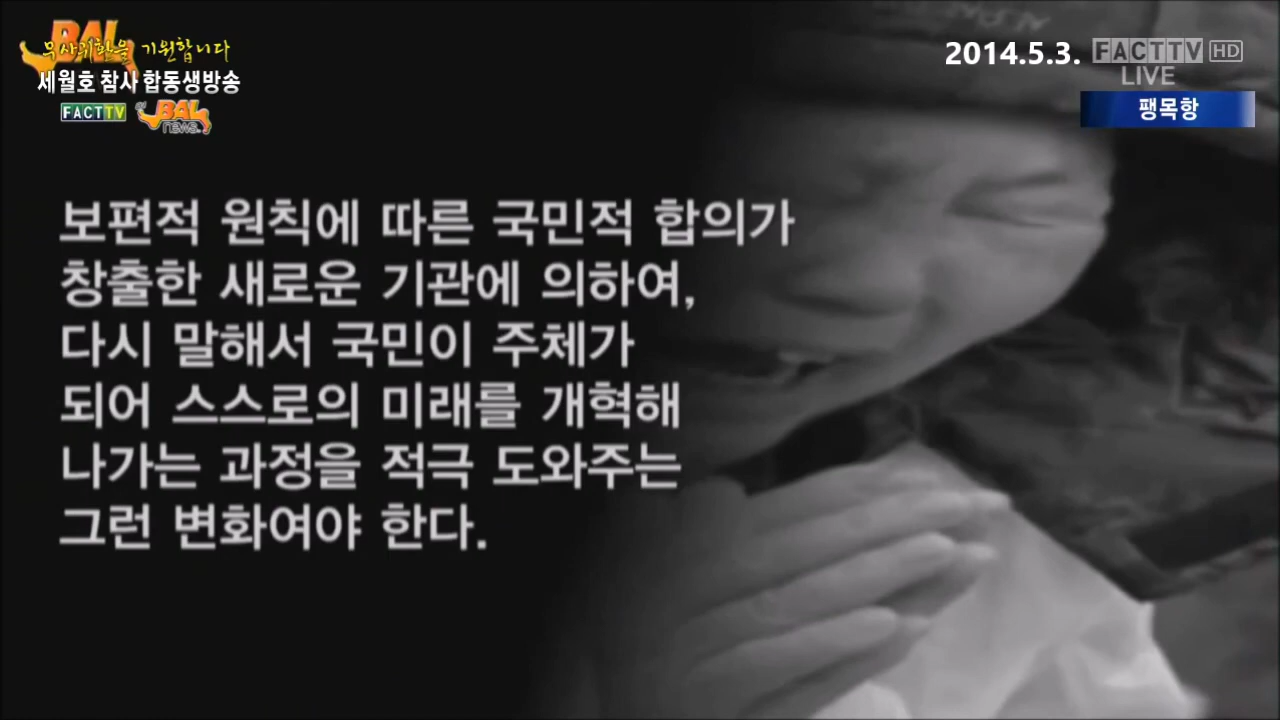 BAL
무사귀환을 기원합니다
세월호 참사 합동생방송
FACTTV
BAL
news.
2014.5.3. FACTTV HD
LIVE
팽목항
보편적 원칙에 따른 국민적 합의가
창출한 새로운 기관에 의하여,
다시 말해서 국민이 주체가
되어 스스로의 미래를 개혁해
나가는 과정을 적극 도와주는
그런 변화여야 한다.